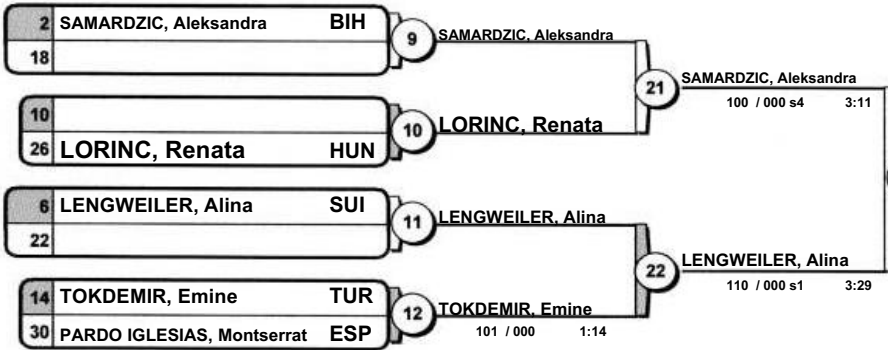 2 SAMARDZIC, Aleksandra BIH
18
9
SAMARDZIC, Aleksandra
10
26 LORINC, Renata HUN
10
LORINC, Renata
21
SAMARDZIC, Aleksandra
100 / 000 s4 3:11
6 LENGWEILER, Alina SUI
22
11
LENGWEILER, Alina
14 TOKDEMIR, Emine TUR
30 PARDO IGLESIAS, Montserrat ESP
12
TOKDEMIR, Emine
101 / 000 1:14
22
LENGWEILER, Alina
110 / 000 s1 3:29